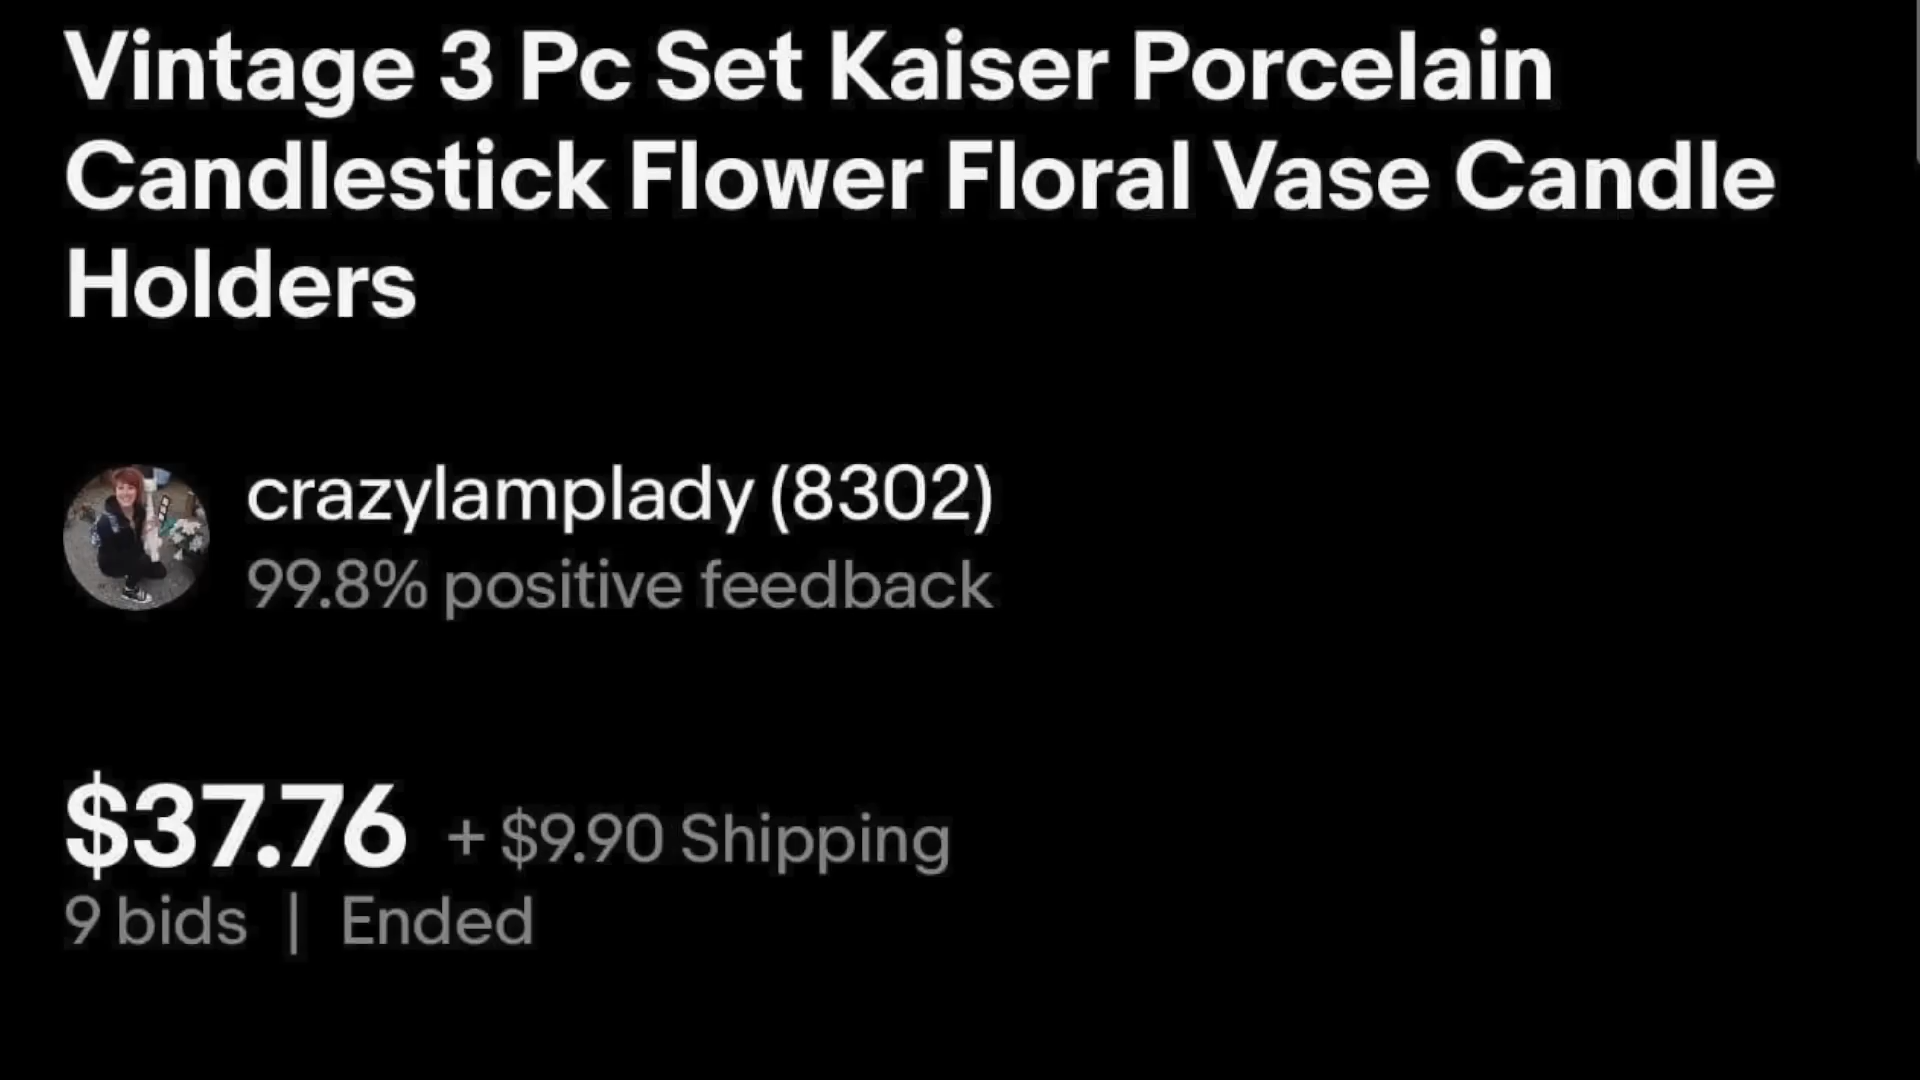 Vintage 3 Pc Set Kaiser Porcelain
Candlestick Flower Floral Vase Candle
Holders
crazylamplady (8302)
99.8% positive feedback
$37.76 + $9.90 Shipping
9 bids | Ended